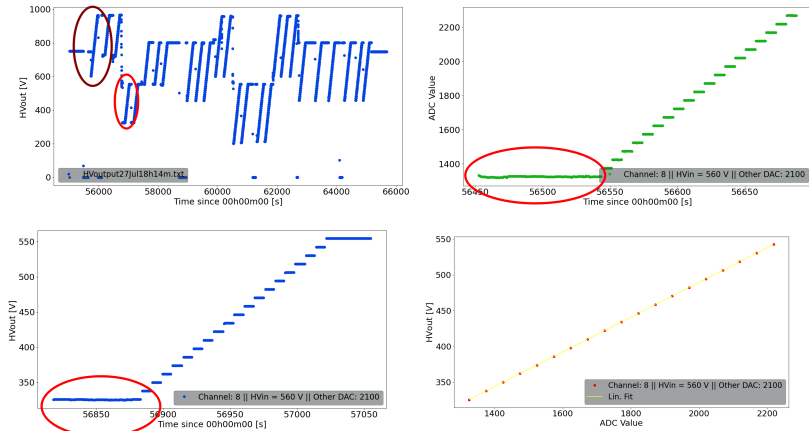 1000
800
600
400
200
0
HVout [V]
HVoutput27Jul18h14m.txt
56000 58000 60000 62000 64000 66000
Time since 00h00m00 [s]
2200
2000
1800
1600
1400
ADC Value
Channel: 8 || HVin = 560 V || Other DAC: 2100
56450 56500 56550 56600 56650
Time since 00h00m00 [s]
550
500
450
400
350
HVout [V]
Channel: 8 || HVin = 560 V || Other DAC: 2100
56850 56900 56950 57000 57050
Time since 00h00m00 [s]
550
500
450
400
350
HVout [V]
Channel: 8 || HVin = 560 V || Other DAC: 2100
Lin. Fit
1400 1600 1800 2000 2200
ADC Value